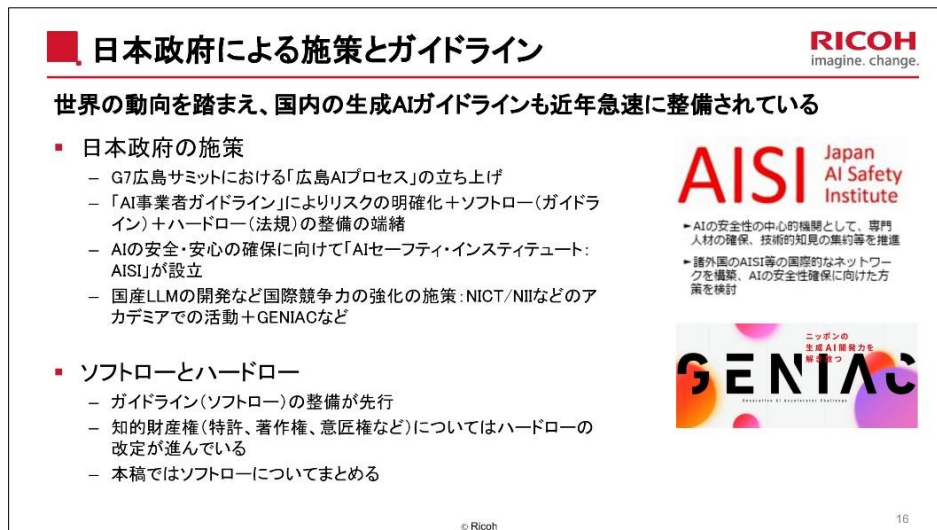 日本政府による施策とガイドライン
RICOH
imagine. change.
世界の動向を踏まえ、国内の生成AIガイドラインも近年急速に整備されている
▪ 日本政府の施策
– G7広島サミットにおける「広島AIプロセス」の立ち上げ
– 「AI事業者ガイドライン」によりリスクの明確化＋ソフトロー（ガイドラ
イン）＋ハードロー（法規）の整備の端緒
– AIの安全・安心の確保に向けて「AIセーフティ・インスティテュート：
AISI」が設立
– 国産LLMの開発など国際競争力の強化の施策：NICT/NIIなどのア
カデミアでの活動＋GENIACなど
▪ ソフトローとハードロー
– ガイドライン（ソフトロー）の整備が先行
– 知的財産権（特許、著作権、意匠権など）についてはハードローの
改定が進んでいる
– 本稿ではソフトローについてまとめる
AISI
Japan
AI Safety
Institute
►AIの安全性の中心的機関として、専門
人材の確保、技術的知見の集約等を推進
►諸外国のAISI等の国際的なネットワー
クを構築、AIの安全性確保に向けた方
策を検討
ニッポンの
生成AI開発力を
解き放つ
GENIAC
Generative AI Accelerator Challenge
© Ricoh
16